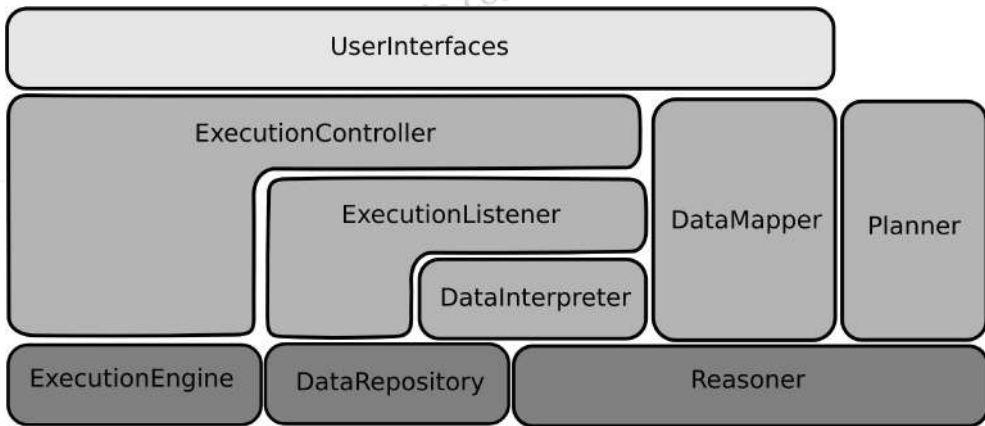 UserInterfaces
ExecutionController
ExecutionListener
DataMapper
Planner
DataInterpreter
ExecutionEngine
DataRepository
Reasoner